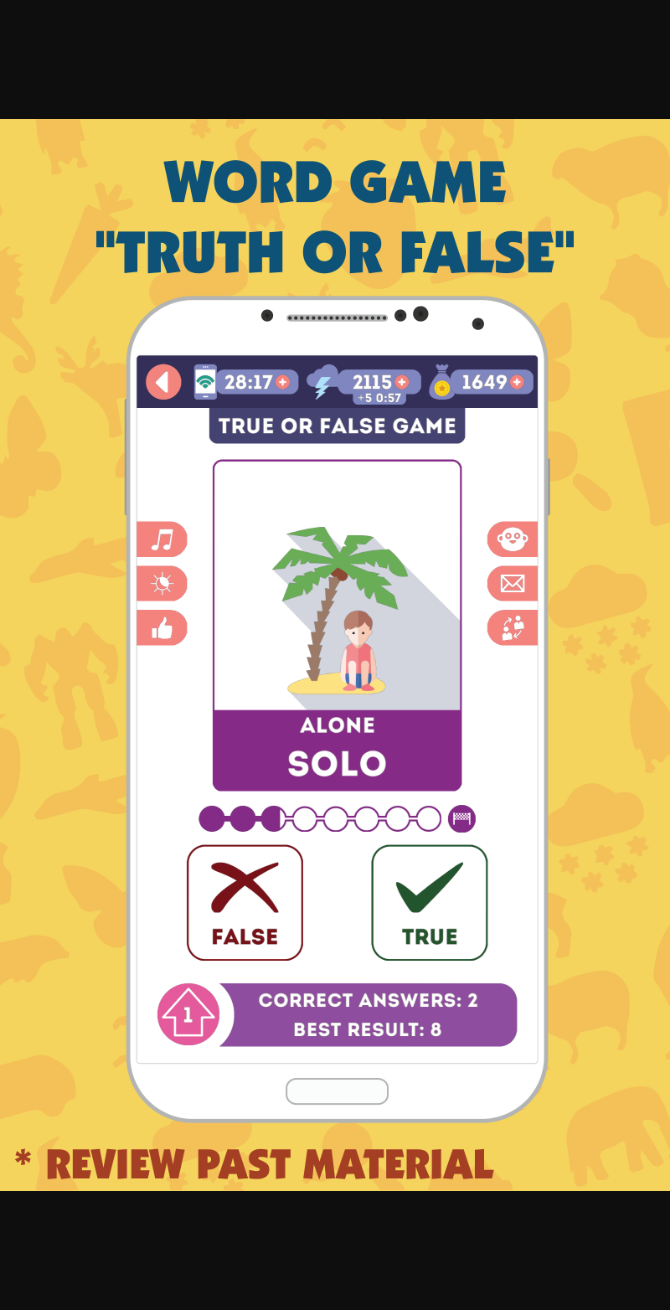 WORD GAME
"TRUTH OR FALSE"
28:17
2115
1649
+5 0:57
TRUE OR FALSE GAME
ALONE
SOLO
FALSE
TRUE
1
CORRECT ANSWERS: 2
BEST RESULT: 8
* REVIEW PAST MATERIAL